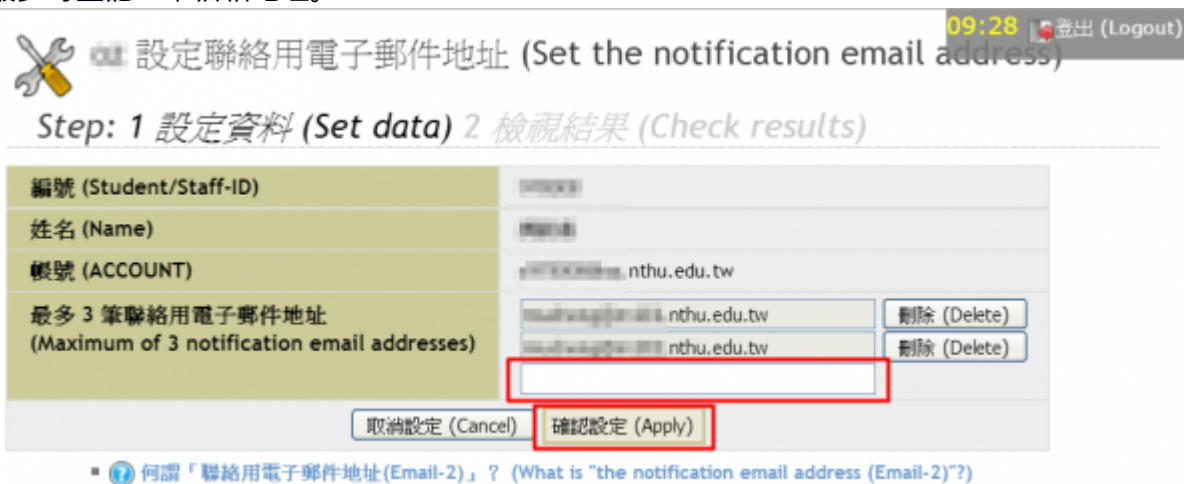 09:28 登出 (Logout)
設定聯絡用電子郵件地址 (Set the notification email address)
Step: 1 設定資料 (Set data) 2 檢視結果 (Check results)
編號 (Student/Staff-ID)
姓名 (Name)
帳號 (ACCOUNT) nthu.edu.tw
最多 3 筆聯絡用電子郵件地址 nthu.edu.tw 刪除 (Delete)
(Maximum of 3 notification email addresses) nthu.edu.tw 刪除 (Delete)
取消設定 (Cancel) 確認設定 (Apply)
何謂「聯絡用電子郵件地址(Email-2)」? (What is "the notification email address (Email-2)"?)